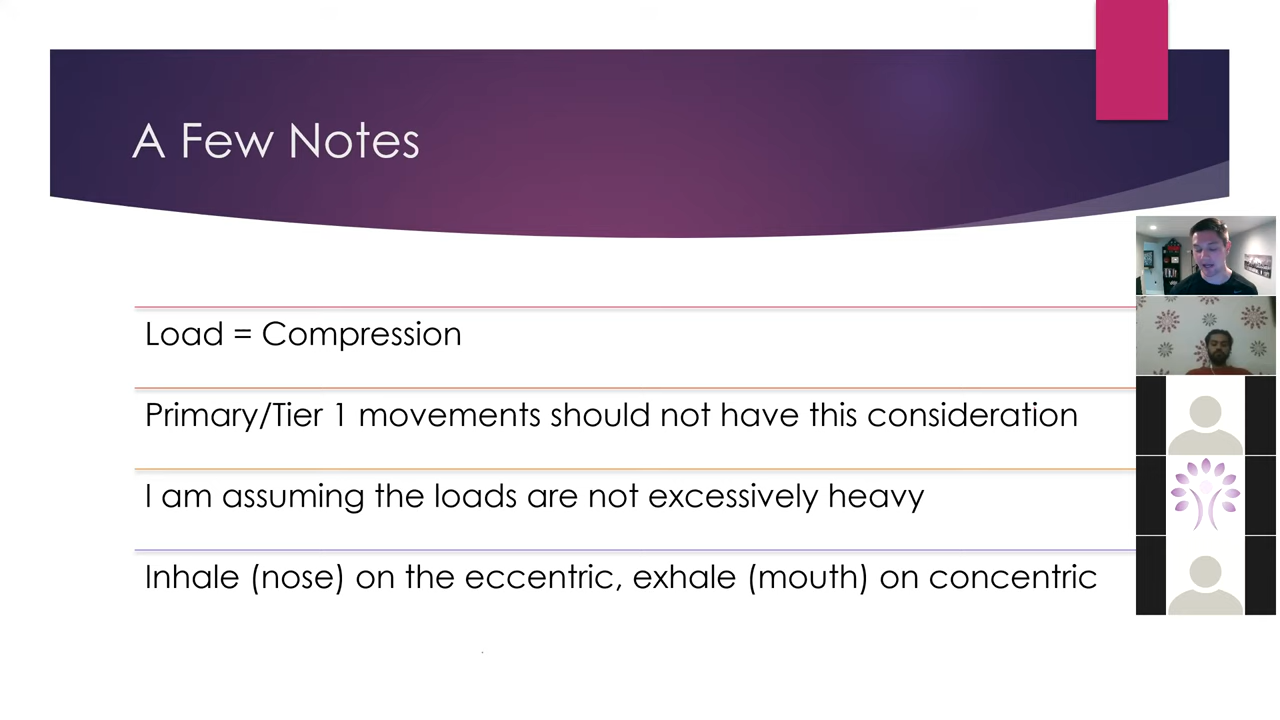 A Few Notes
Load = Compression
Primary/Tier 1 movements should not have this consideration
I am assuming the loads are not excessively heavy
Inhale (nose) on the eccentric, exhale (mouth) on concentric